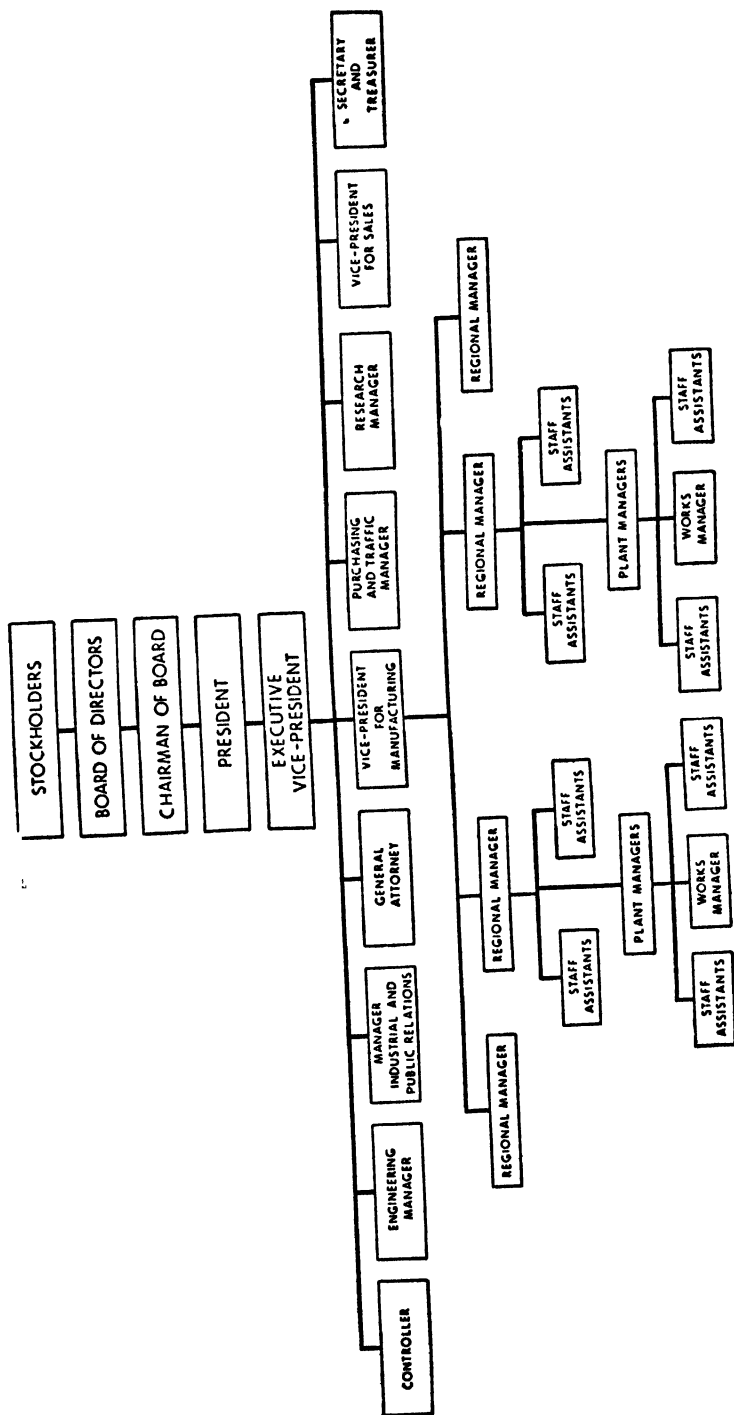 STOCKHOLDERS
BOARD OF DIRECTORS
CHAIRMAN OF BOARD
PRESIDENT
EXECUTIVE
VICE-PRESIDENT
CONTROLLER
ENGINEERING
MANAGER
MANAGER
INDUSTRIAL AND
PUBLIC RELATIONS
GENERAL
ATTORNEY
VICE-PRESIDENT
FOR
MANUFACTURING
PURCHASING
AND TRAFFIC
MANAGER
RESEARCH
MANAGER
VICE-PRESIDENT
FOR SALES
SECRETARY
AND
TREASURER
REGIONAL MANAGER
REGIONAL MANAGER
REGIONAL MANAGER
REGIONAL MANAGER
STAFF
ASSISTANTS
STAFF
ASSISTANTS
STAFF
ASSISTANTS
STAFF
ASSISTANTS
PLANT MANAGERS
PLANT MANAGERS
STAFF
ASSISTANTS
WORKS
MANAGER
STAFF
ASSISTANTS
STAFF
ASSISTANTS
WORKS
MANAGER
STAFF
ASSISTANTS